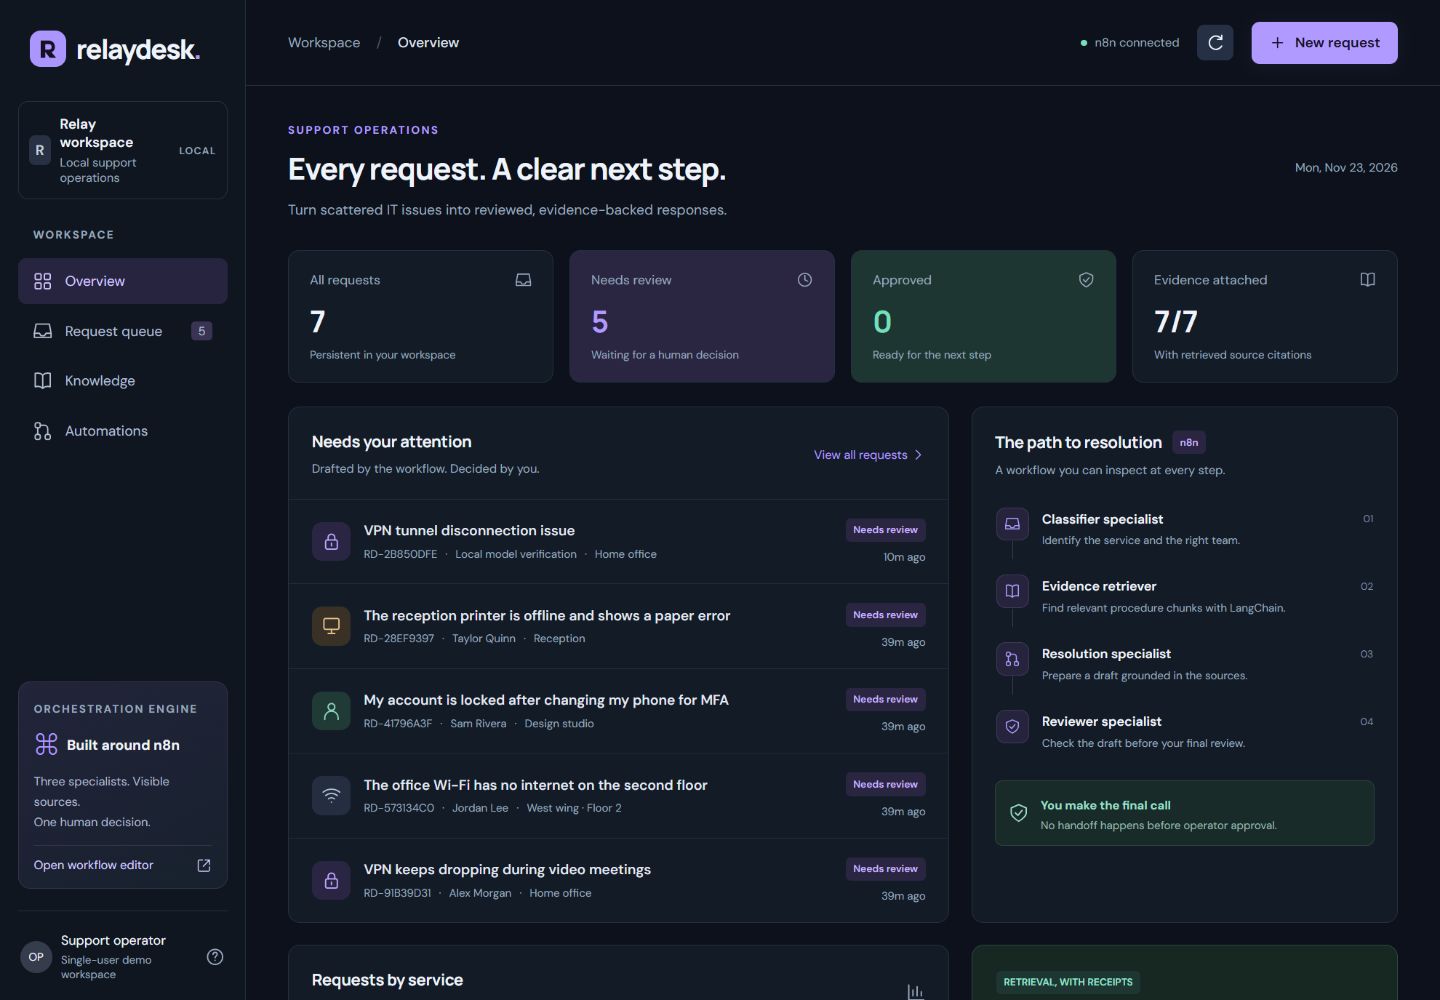 R relaydesk.
Workspace / Overview
n8n connected
New request
R
Relay
workspace
Local support
operations
LOCAL
WORKSPACE
Overview
Request queue 5
Knowledge
Automations
ORCHESTRATION ENGINE
Built around n8n
Three specialists. Visible
sources.
One human decision.
Open workflow editor
OP
Support operator
Single-user demo
workspace
SUPPORT OPERATIONS
Every request. A clear next step.
Mon, Nov 23, 2026
Turn scattered IT issues into reviewed, evidence-backed responses.
All requests
7
Persistent in your workspace
Needs review
5
Waiting for a human decision
Approved
0
Ready for the next step
Evidence attached
7/7
With retrieved source citations
Needs your attention
Drafted by the workflow. Decided by you.
View all requests
VPN tunnel disconnection issue
RD-2B850DFE · Local model verification · Home office
Needs review
10m ago
The reception printer is offline and shows a paper error
RD-28EF9397 · Taylor Quinn · Reception
Needs review
39m ago
My account is locked after changing my phone for MFA
RD-41796A3F · Sam Rivera · Design studio
Needs review
39m ago
The office Wi-Fi has no internet on the second floor
RD-573134C0 · Jordan Lee · West wing · Floor 2
Needs review
39m ago
VPN keeps dropping during video meetings
RD-91B39D31 · Alex Morgan · Home office
Needs review
39m ago
The path to resolution n8n
A workflow you can inspect at every step.
Classifier specialist 01
Identify the service and the right team.
Evidence retriever 02
Find relevant procedure chunks with LangChain.
Resolution specialist 03
Prepare a draft grounded in the sources.
Reviewer specialist 04
Check the draft before your final review.
You make the final call
No handoff happens before operator approval.
Requests by service
RETRIEVAL, WITH RECEIPTS